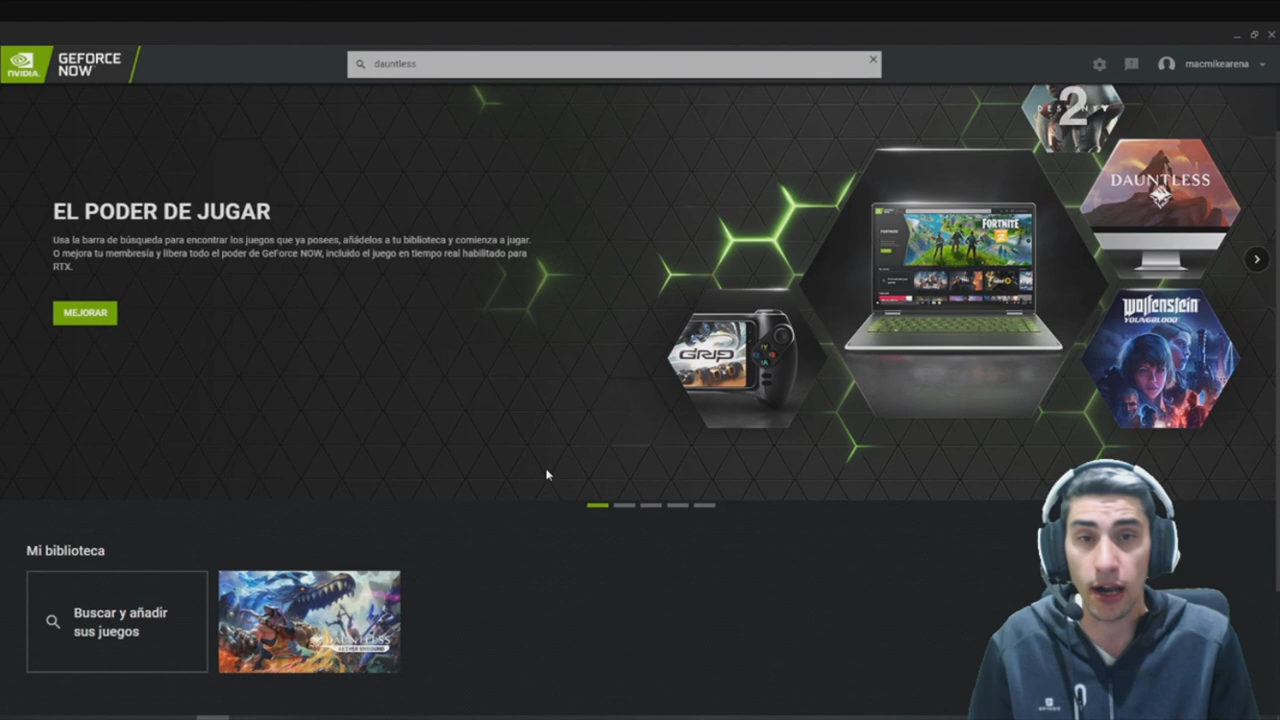 NVIDIA.
GEFORCE
NOW
dauntless
macmikearena
DESTINY
2
DAUNTLESS
EL PODER DE JUGAR
Usa la barra de búsqueda para encontrar los juegos que ya posees, añádelos a tu biblioteca y comienza a jugar.
O mejora tu membresía y libera todo el poder de GeForce NOW, incluido el juego en tiempo real habilitado para
RTX.
MEJORAR
FORTNITE
GRIP
Wolfenstein
YOUNGBLOOD
Mi biblioteca
Buscar y añadir
sus juegos
DAUNTLESS
AETHER UNBOUND